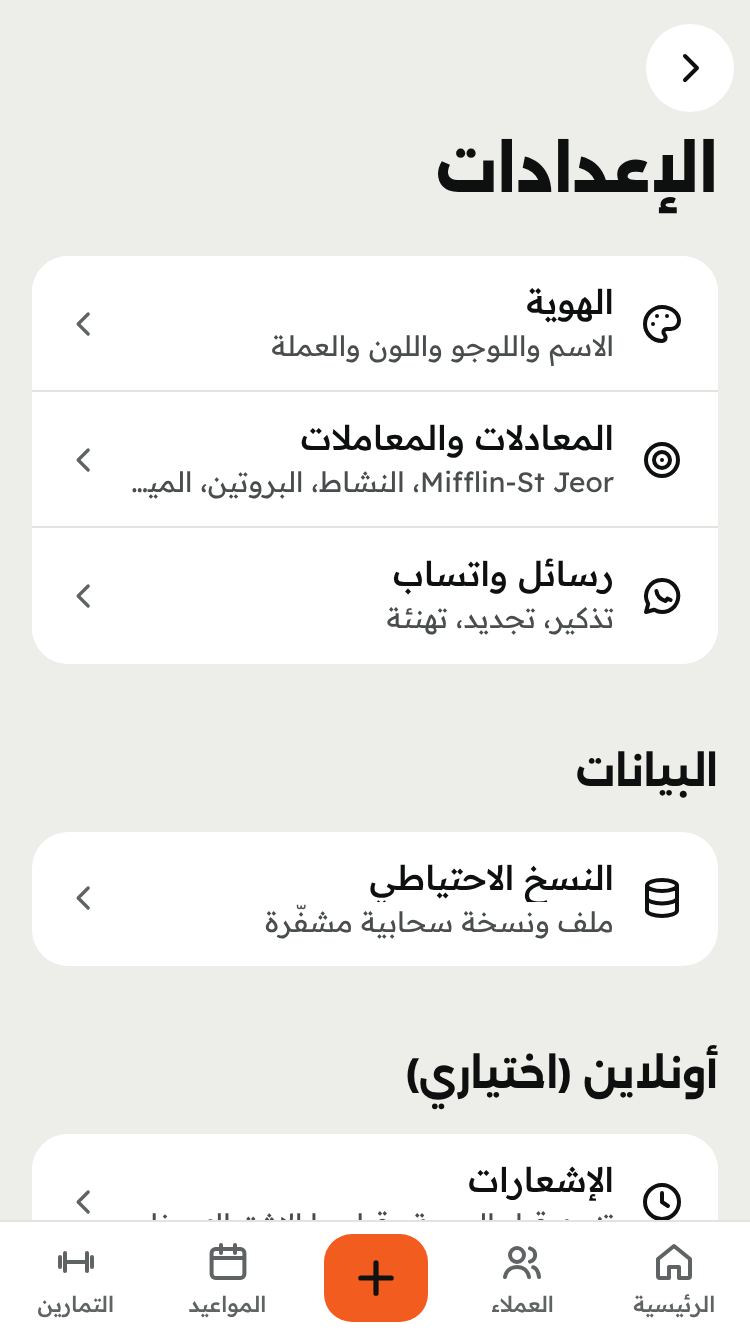 الإعدادات
الهوية
الاسم واللوجو واللون والعملة
المعادلات والمعاملات
Mifflin-St Jeor، النشاط، البروتين، الميـ...
رسائل واتساب
تذكير، تجديد، تهنئة
البيانات
النسخ الاحتياطي
ملف ونسخة سحابية مشفّرة
أونلاين (اختياري)
الإشعارات
الرئيسية
العملاء
المواعيد
التمارين